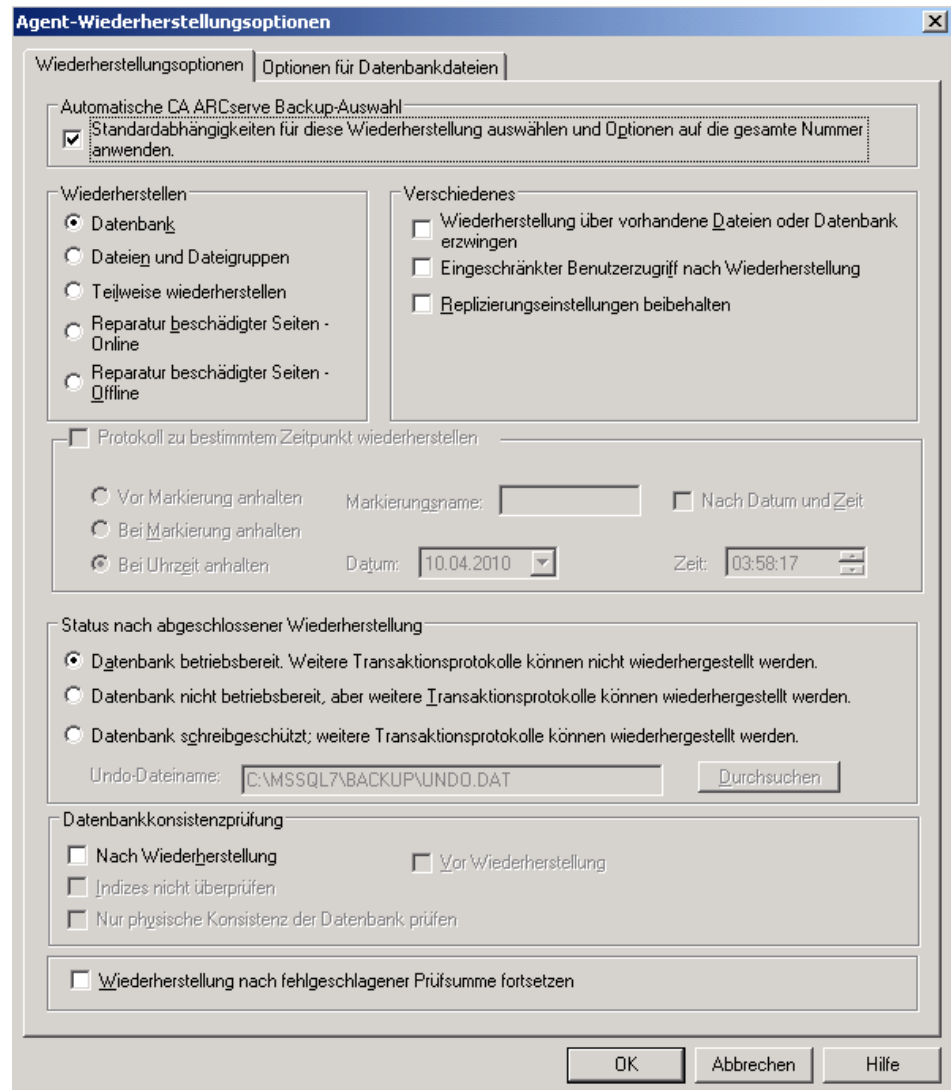 Agent-Wiederherstellungsoptionen
Wiederherstellungsoptionen
Optionen für Datenbankdateien
Automatische CA ARCserve Backup-Auswahl
Standardabhängigkeiten für diese Wiederherstellung auswählen und Optionen auf die gesamte Nummer
anwenden.
Wiederherstellen
Datenbank
Dateien und Dateigruppen
Teilweise wiederherstellen
Reparatur beschädigter Seiten -
Online
Reparatur beschädigter Seiten -
Offline
Verschiedenes
Wiederherstellung über vorhandene Dateien oder Datenbank
erzwingen
Eingeschränkter Benutzerzugriff nach Wiederherstellung
Replizierungseinstellungen beibehalten
Protokoll zu bestimmtem Zeitpunkt wiederherstellen
Vor Markierung anhalten
Markierungsname:
Nach Datum und Zeit
Bei Markierung anhalten
Bei Uhrzeit anhalten
Datum:
10.04.2010
Zeit:
03:58:17
Status nach abgeschlossener Wiederherstellung
Datenbank betriebsbereit. Weitere Transaktionsprotokolle können nicht wiederhergestellt werden.
Datenbank nicht betriebsbereit, aber weitere Transaktionsprotokolle können wiederhergestellt werden.
Datenbank schreibgeschützt; weitere Transaktionsprotokolle können wiederhergestellt werden.
Undo-Dateiname:
C:\MSSQL7\BACKUP\UNDO.DAT
Durchsuchen
Datenbankkonsistenzprüfung
Nach Wiederherstellung
Vor Wiederherstellung
Indizes nicht überprüfen
Nur physische Konsistenz der Datenbank prüfen
Wiederherstellung nach fehlgeschlagener Prüfsumme fortsetzen
OK
Abbrechen
Hilfe